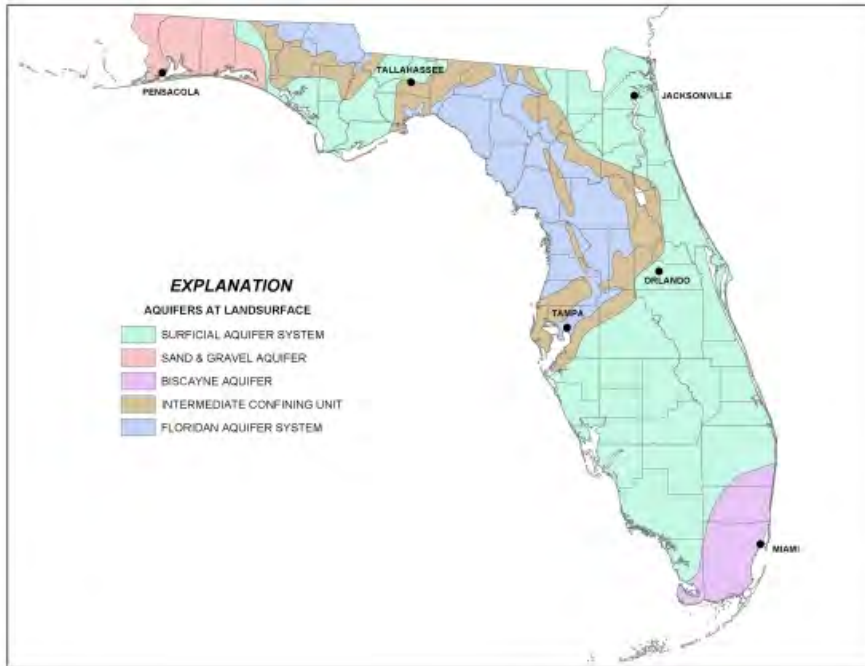 TALLAHASSEE
PENSACOLA
JACKSONVILLE
EXPLANATION
AQUIFERS AT LANDSURFACE
ORLANDO
TAMPA
SURFICIAL AQUIFER SYSTEM
SAND & GRAVEL AQUIFER
BISCAYNE AQUIFER
INTERMEDIATE CONFINING UNIT
FLORIDAN AQUIFER SYSTEM
MIAMI